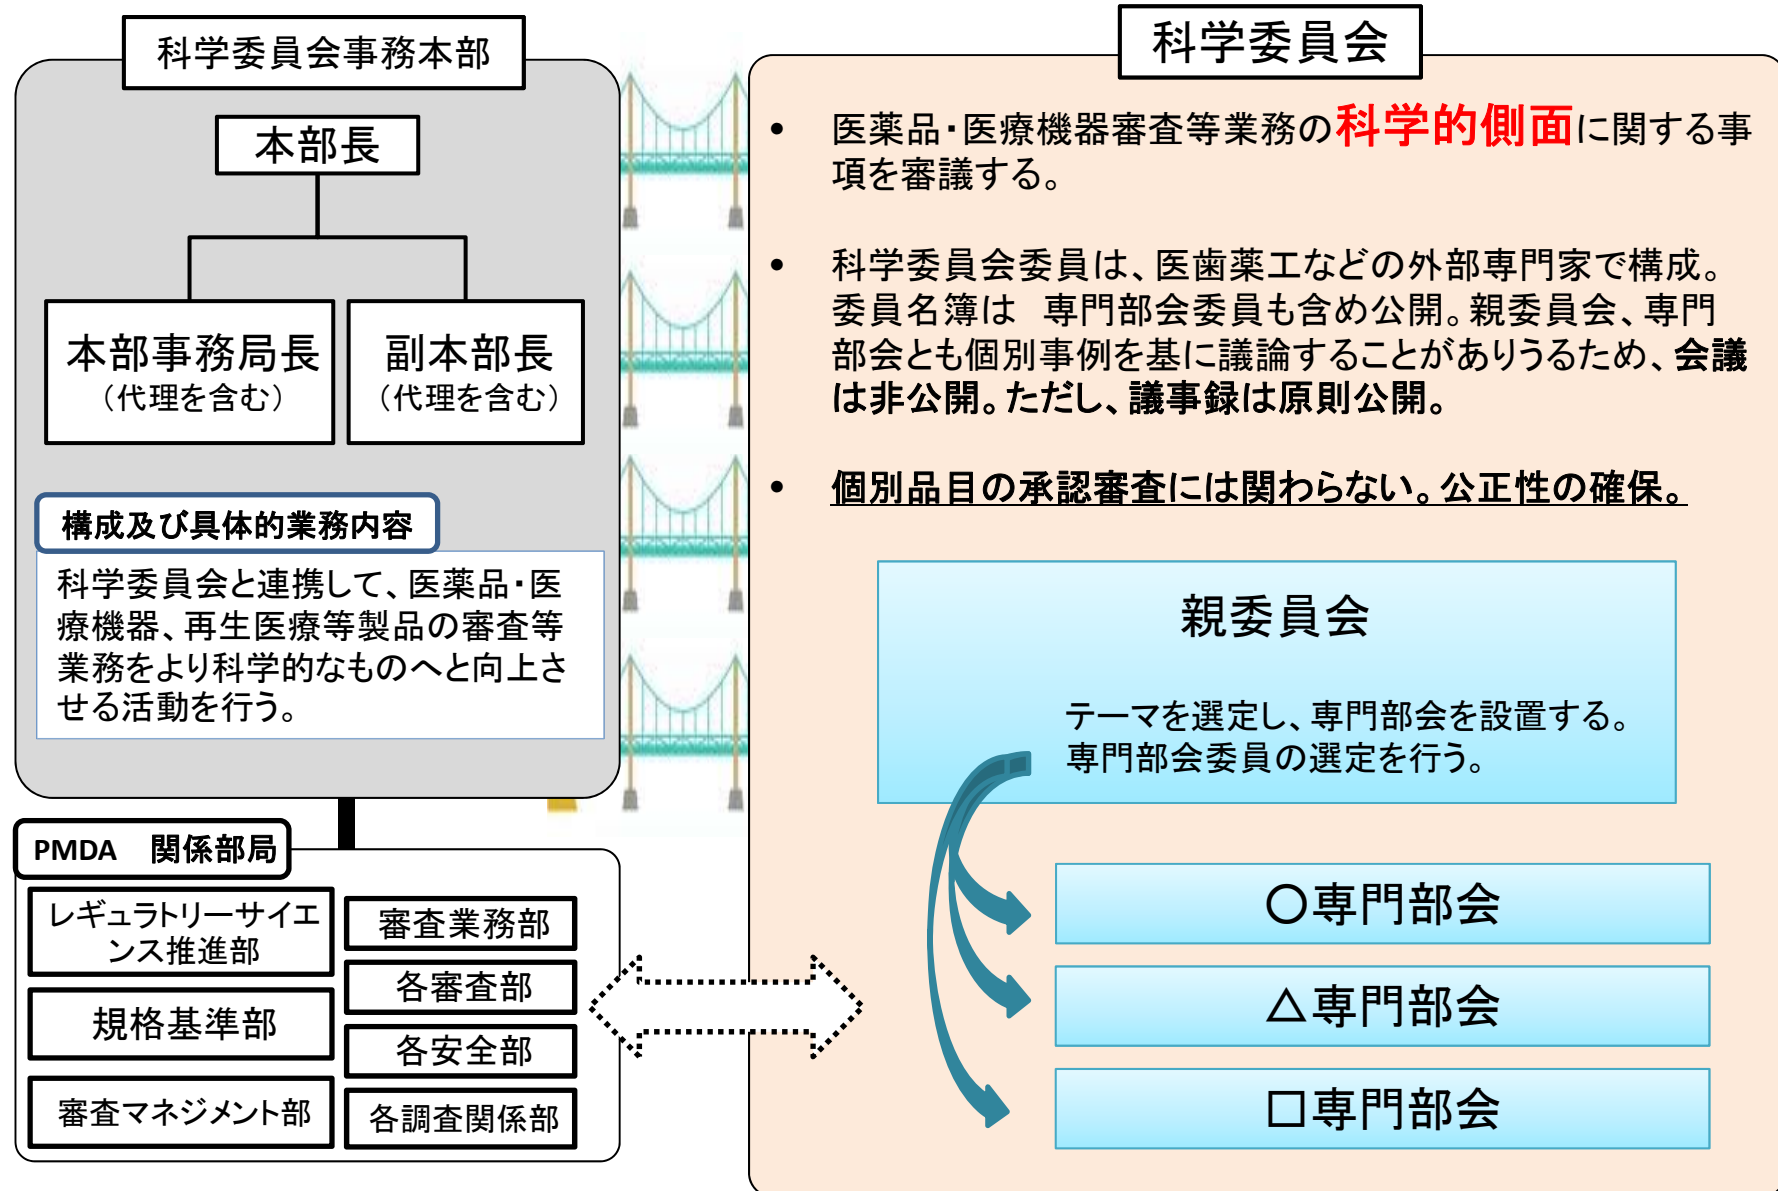 科学委員会事務本部
本部長
本部事務局長
（代理を含む）
副本部長
（代理を含む）
構成及び具体的業務内容
科学委員会と連携して、医薬品・医
療機器、再生医療等製品の審査等
業務をより科学的なものへと向上さ
せる活動を行う。
PMDA　関係部局
レギュラトリーサイエ
ンス推進部
規格基準部
審査マネジメント部
審査業務部
各審査部
各安全部
各調査関係部
科学委員会
• 医薬品・医療機器審査等業務の科学的側面に関する事
項を審議する。
• 科学委員会委員は、医歯薬工などの外部専門家で構成。
委員名簿は　専門部会委員も含め公開。親委員会、専門
部会とも個別事例を基に議論することがありうるため、会議
は非公開。ただし、議事録は原則公開。
• 個別品目の承認審査には関わらない。公正性の確保。
親委員会
テーマを選定し、専門部会を設置する。
専門部会委員の選定を行う。
○専門部会
△専門部会
□専門部会